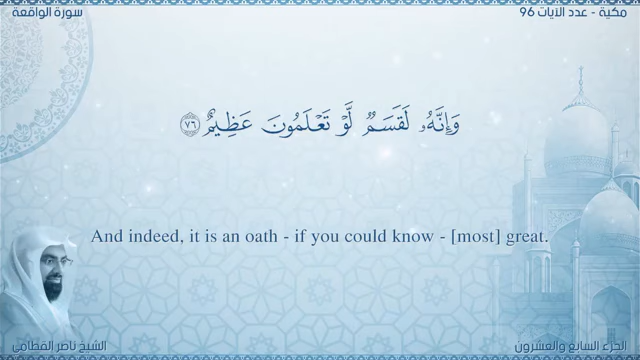 سورة الواقعة
مكية - عدد الآيات 96
وَإِنَّهُۥ لَقَسَمٌ لَّوْ تَعْلَمُونَ عَظِيمٌ ٧٦
And indeed, it is an oath - if you could know - [most] great.
الشيخ ناصر القطامي
الجزء السابع والعشرون